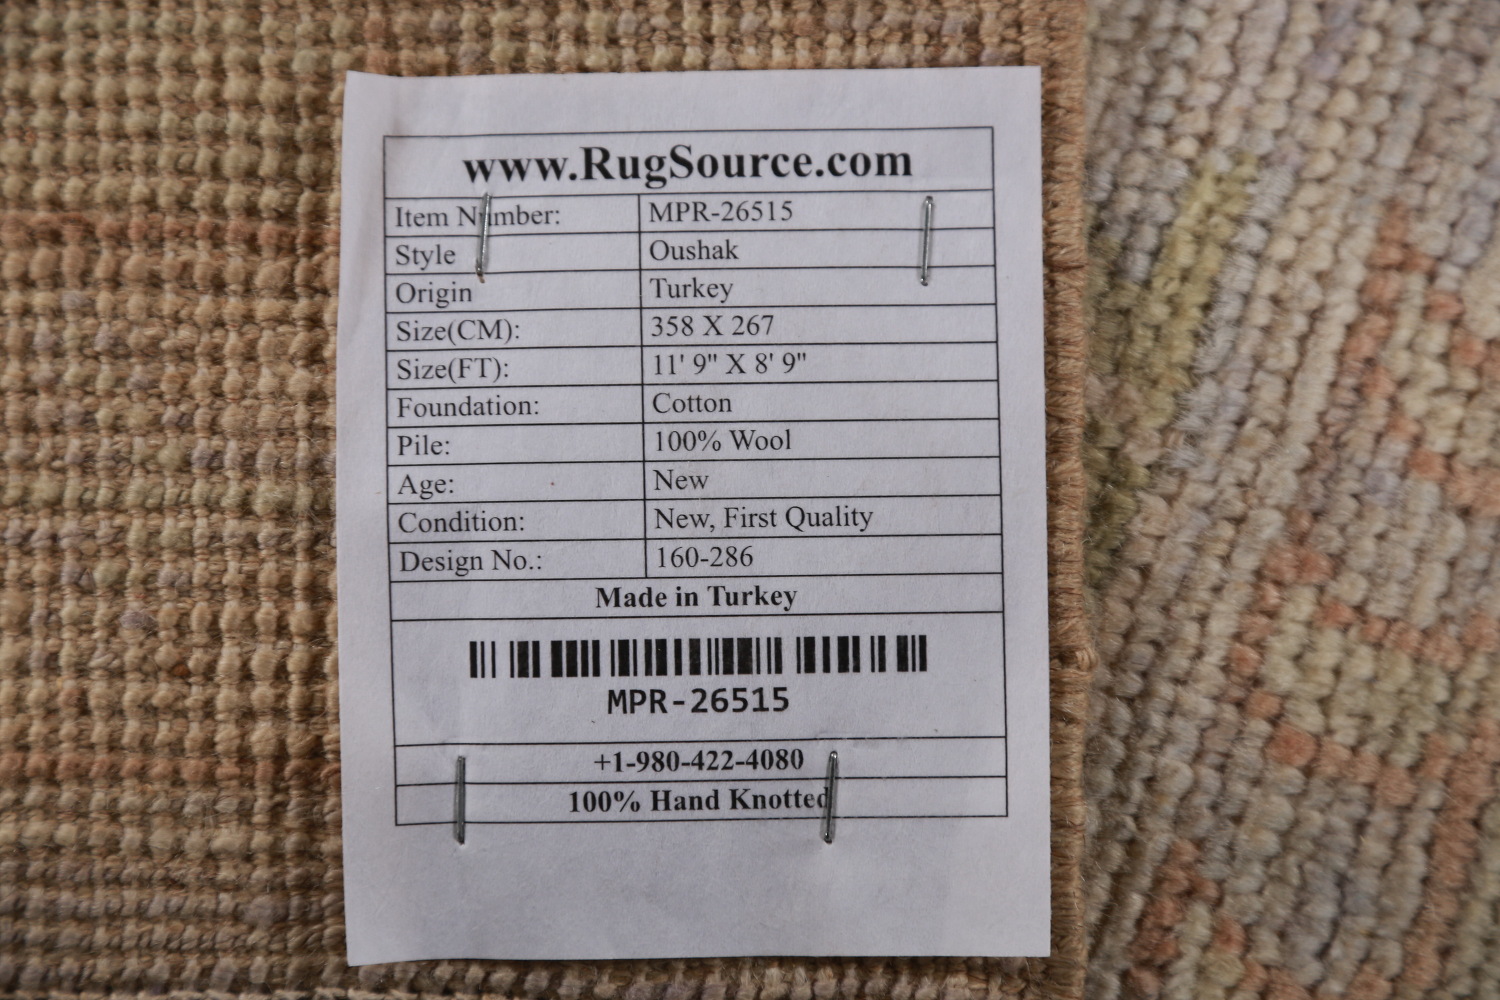 www.RugSource.com
Item Number: MPR-26515
Style Oushak
Origin Turkey
Size(CM): 358 X 267
Size(FT): 11' 9" X 8' 9"
Foundation: Cotton
Pile: 100% Wool
Age: New
Condition: New, First Quality
Design No.: 160-286
Made in Turkey
MPR-26515
+1-980-422-4080
100% Hand Knotted